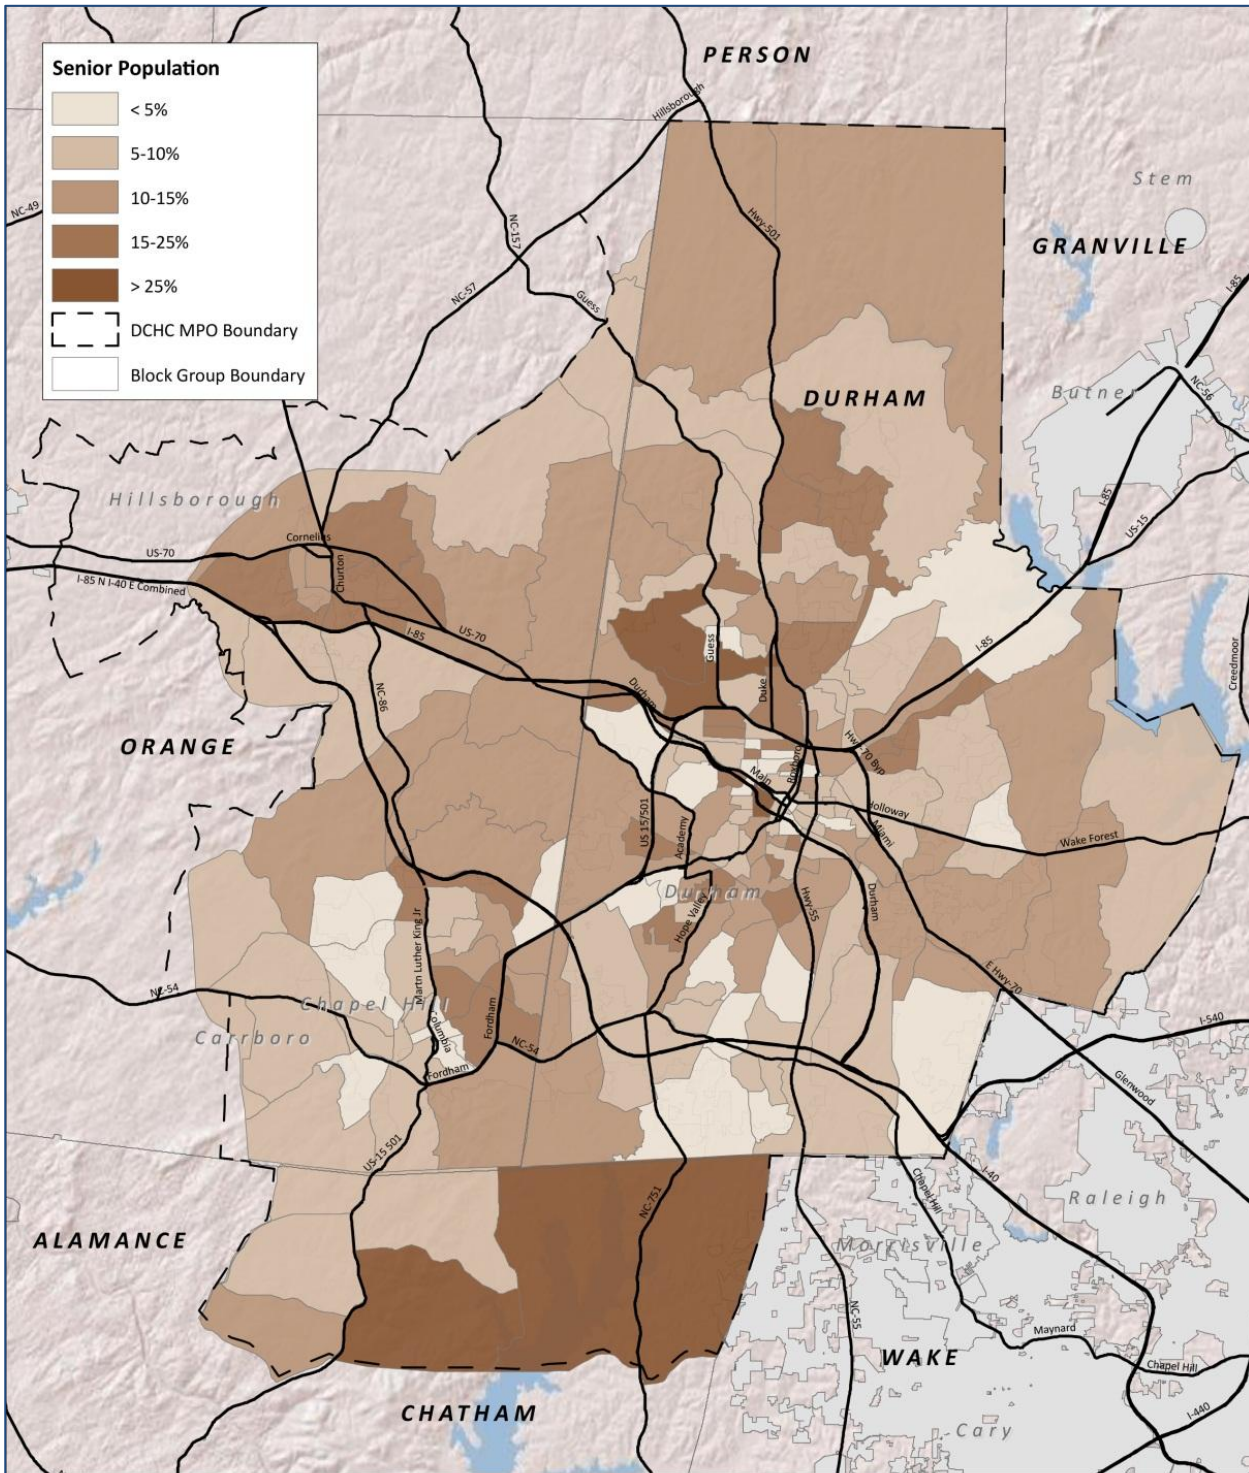 Senior Population
< 5%
5-10%
10-15%
15-25%
> 25%
DCHC MPO Boundary
Block Group Boundary
PERSON
Hillsborough
Stem
NC-49
NC-157
Hwy-501
GRANVILLE
I-85
NC-57
Guess
DURHAM
Butner
NC-56
I-85
US-15
Hillsborough
Cornelius
US-70
Churton
I-85 N I-40 E Combined
I-85
US-70
Guess
I-85
Creedmoor
NC-86
Durham
Duke
ORANGE
Hwy-70 Byp
Roxboro
Main
US 15/501
Holloway
Academy
Miami
Wake Forest
Durham
Hope Valley
Hwy-55
Durham
Martn Luther King Jr
E Hwy-70
NC-54
Chapel Hill
Fordham
I-540
Carrboro
Columbia
NC-54
Fordham
Glenwood
US-15 501
I-40
Chapel Hill
Raleigh
NC-751
ALAMANCE
Morrisville
NC-55
Maynard
WAKE
Chapel Hill
CHATHAM
I-440
Cary